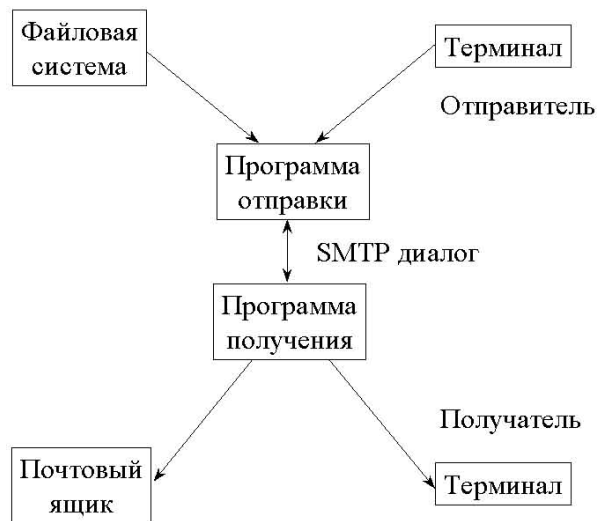 Файловая
система
Терминал
Отправитель
Программа
отправки
SMTP диалог
Программа
получения
Получатель
Почтовый
ящик
Терминал